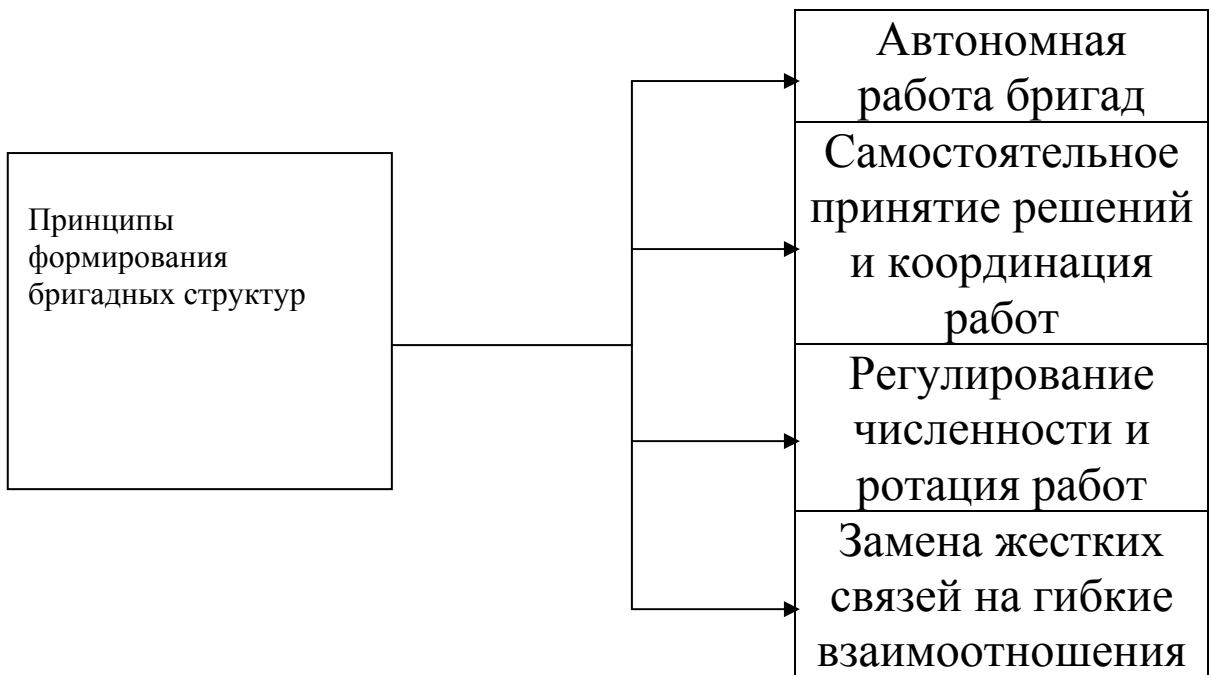 Принципы
формирования
бригадных структур
Автономная
работа бригад
Самостоятельное
принятие решений
и координация
работ
Регулирование
численности и
ротация работ
Замена жестких
связей на гибкие
взаимоотношения